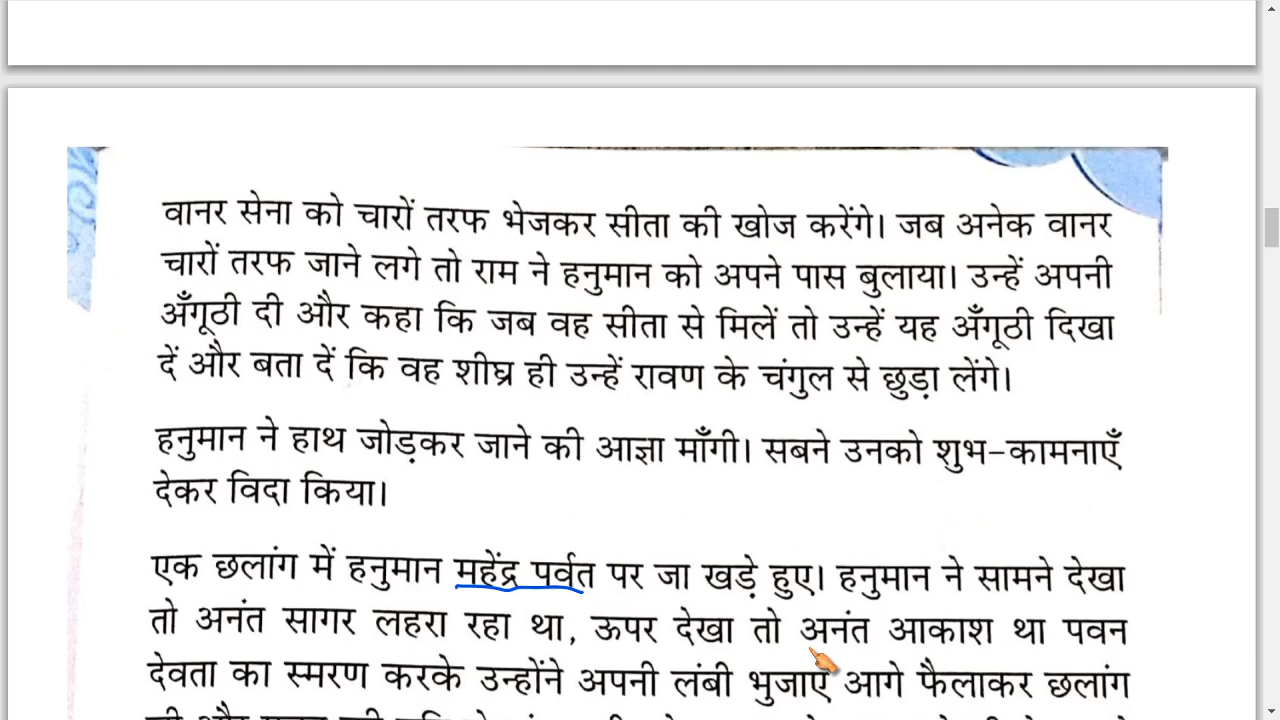 वानर सेना को चारों तरफ भेजकर सीता की खोज करेंगे। जब अनेक वानर
चारों तरफ जाने लगे तो राम ने हनुमान को अपने पास बुलाया। उन्हें अपनी
अँगूठी दी और कहा कि जब वह सीता से मिलें तो उन्हें यह अँगूठी दिखा
दें और बता दें कि वह शीघ्र ही उन्हें रावण के चंगुल से छुड़ा लेंगे।
हनुमान ने हाथ जोड़कर जाने की आज्ञा माँगी। सबने उनको शुभ-कामनाएँ
देकर विदा किया।
एक छलांग में हनुमान महेंद्र पर्वत पर जा खड़े हुए। हनुमान ने सामने देखा
तो अनंत सागर लहरा रहा था, ऊपर देखा तो अनंत आकाश था पवन
देवता का स्मरण करके उन्होंने अपनी लंबी भुजाएँ आगे फैलाकर छलांग